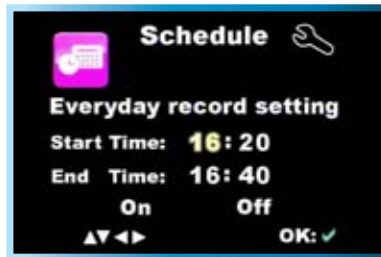 Schedule
Everyday record setting
Start Time: 16:20
End Time: 16:40
On Off
▲▼◄► OK:✔